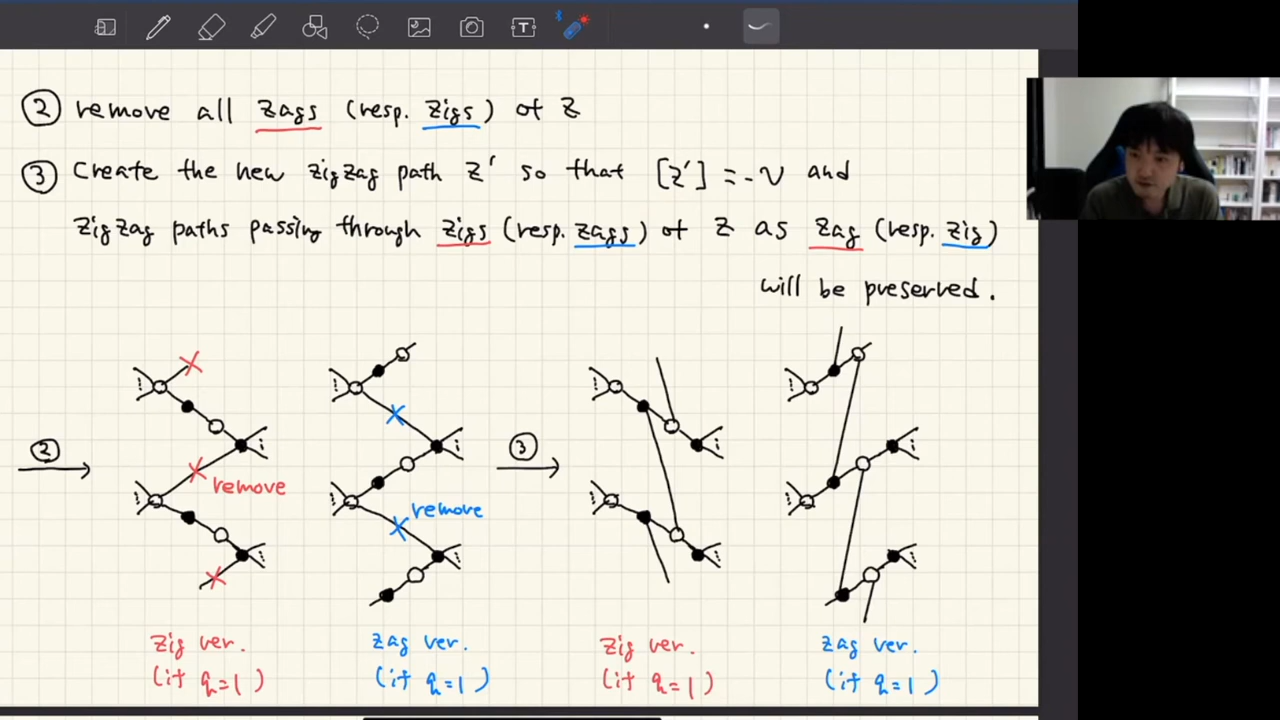 ② remove all zags (resp. zigs) of z
③ Create the new zigzag path z' so that [z'] = -v and
zigzag paths passing through zigs (resp. zags) of z as zag (resp. zig)
will be preserved.
② remove remove ③
zig ver. zag ver. zig ver. zag ver.
(if q=1) (if q=1) (if q=1) (if q=1)